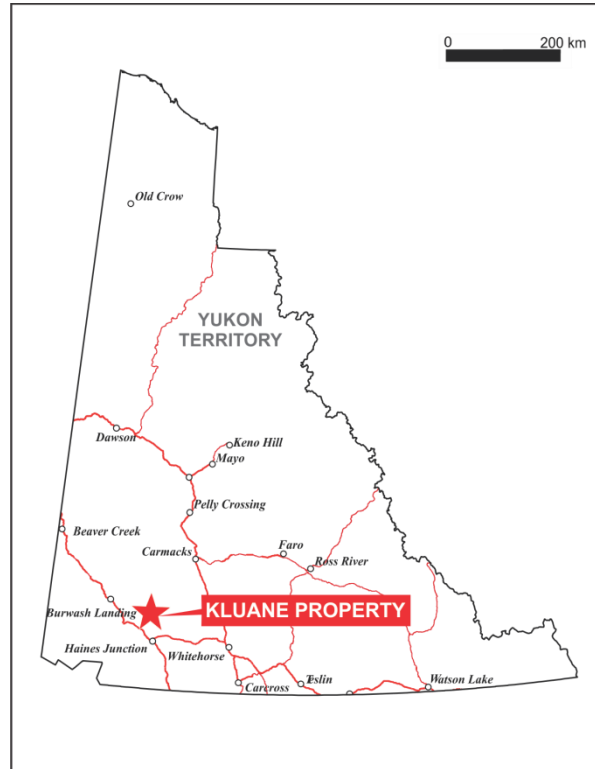 0 200 km
Old Crow
YUKON
TERRITORY
Dawson
Keno Hill
Mayo
Pelly Crossing
Beaver Creek
Faro
Carmacks
Ross River
Burwash Landing
KLUANE PROPERTY
Haines Junction
Whitehorse
Carcross
Teslin
Watson Lake